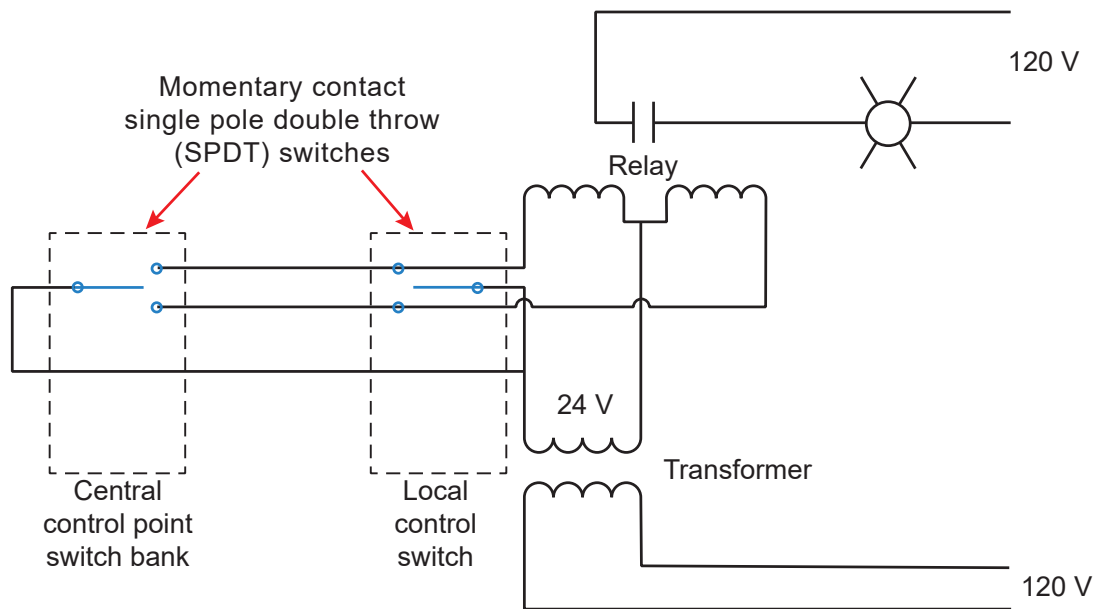 120 V
Momentary contact
single pole double throw
(SPDT) switches
Relay
24 V
Transformer
Central
control point
switch bank
Local
control
switch
120 V